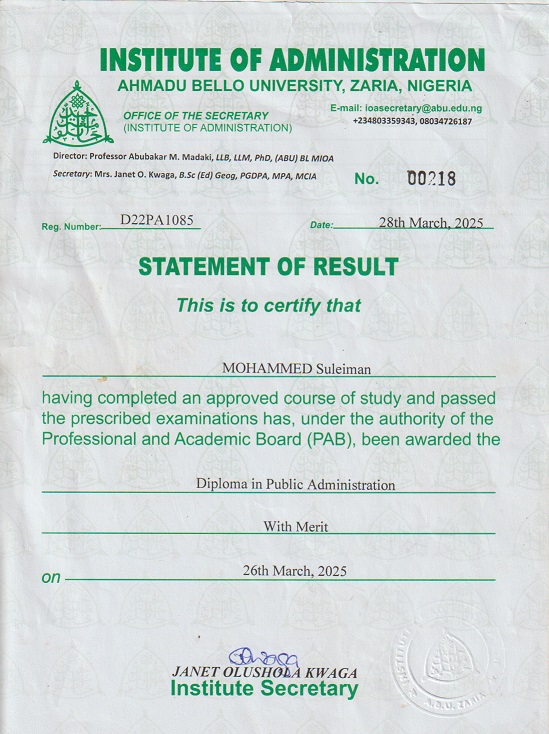 INSTITUTE OF ADMINISTRATION
AHMADU BELLO UNIVERSITY, ZARIA, NIGERIA
OFFICE OF THE SECRETARY
(INSTITUTE OF ADMINISTRATION)
E-mail: ioasecretary@abu.edu.ng
+234803359343, 08034726187
Director: Professor Abubakar M. Madaki, LLB, LLM, PhD, (ABU) BL MIOA
Secretary: Mrs. Janet O. Kwaga, B.Sc (Ed) Geog, PGDPA, MPA, MCIA
No. 00218
Reg. Number: D22PA1085
Date: 28th March, 2025
STATEMENT OF RESULT
This is to certify that
MOHAMMED Suleiman
having completed an approved course of study and passed
the prescribed examinations has, under the authority of the
Professional and Academic Board (PAB), been awarded the
Diploma in Public Administration
With Merit
on 26th March, 2025
JANET OLUSHOLA KWAGA
Institute Secretary
A.B.U. ZARIA